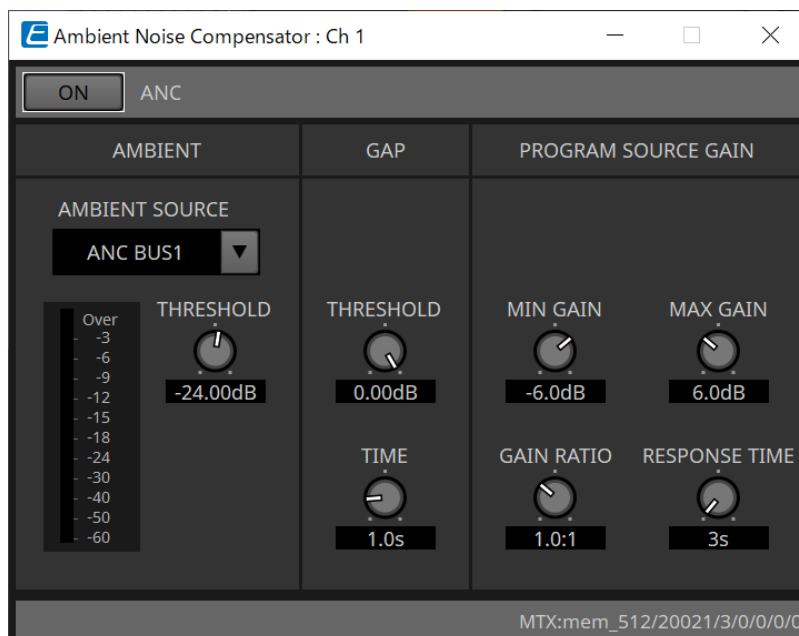 Ambient Noise Compensator : Ch 1
ON ANC
AMBIENT GAP PROGRAM SOURCE GAIN
AMBIENT SOURCE
ANC BUS1
THRESHOLD THRESHOLD MIN GAIN MAX GAIN
-24.00dB 0.00dB -6.0dB 6.0dB
Over
-3
-6
-9
-12
-15
-18
-24
-30
-40
-50
-60
TIME GAIN RATIO RESPONSE TIME
1.0s 1.0:1 3s
MTX:mem_512/20021/3/0/0/0/0